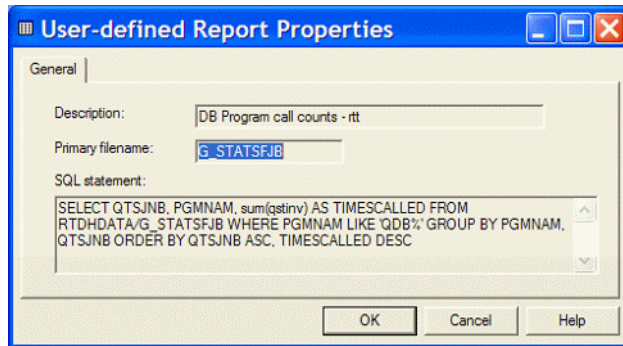 User-defined Report Properties
General
Description: DB Program call counts - rtt
Primary filename: G_STATSFJB
SQL statement:
SELECT QTSJNB, PGMNAM, sum(qstinv) AS TIMESCALLED FROM
RTDHDATA/G_STATSFJB WHERE PGMNAM LIKE 'QDB%' GROUP BY PGMNAM,
QTSJNB ORDER BY QTSJNB ASC, TIMESCALLED DESC
OK Cancel Help